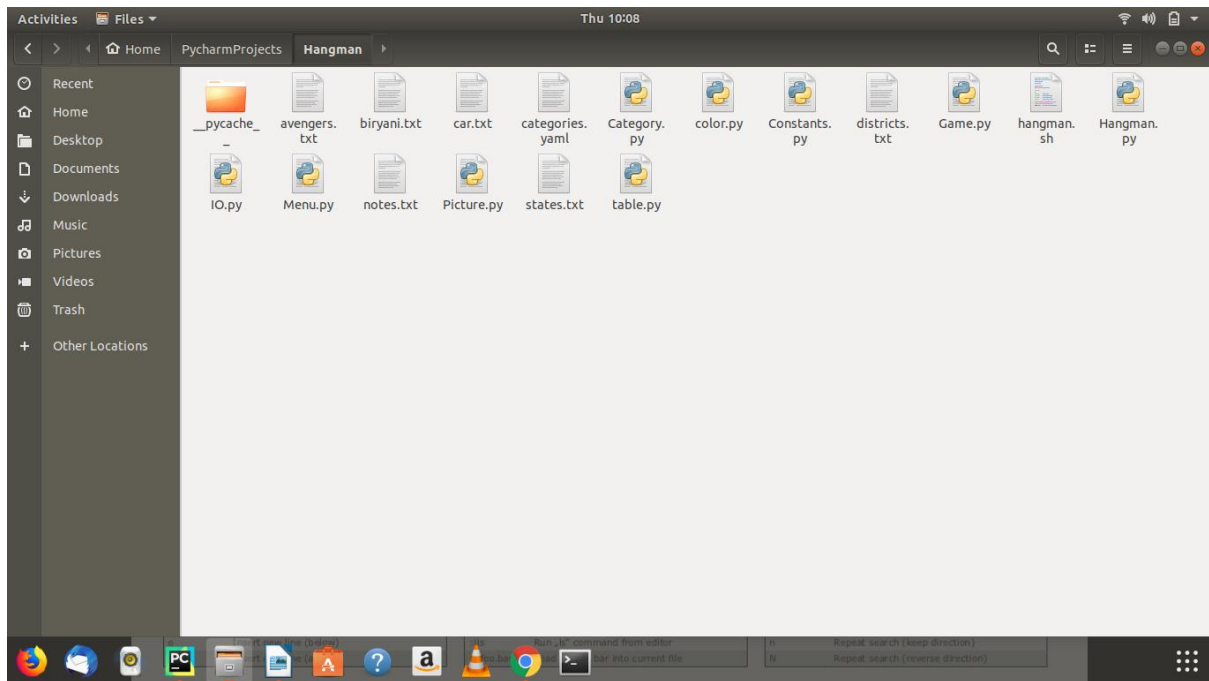 Activities Files Thu 10:08
Home PycharmProjects Hangman
Recent
Home
Desktop
Documents
Downloads
Music
Pictures
Videos
Trash
Other Locations
__pycache_ avengers. biryani.txt car.txt categories. Category. color.py Constants. districts. Game.py hangman. Hangman.
_ txt yaml py py txt sh py
IO.py Menu.py notes.txt Picture.py states.txt table.py
PC
a
n Repeat search (keep direction)
N Repeat search (reverse direction)